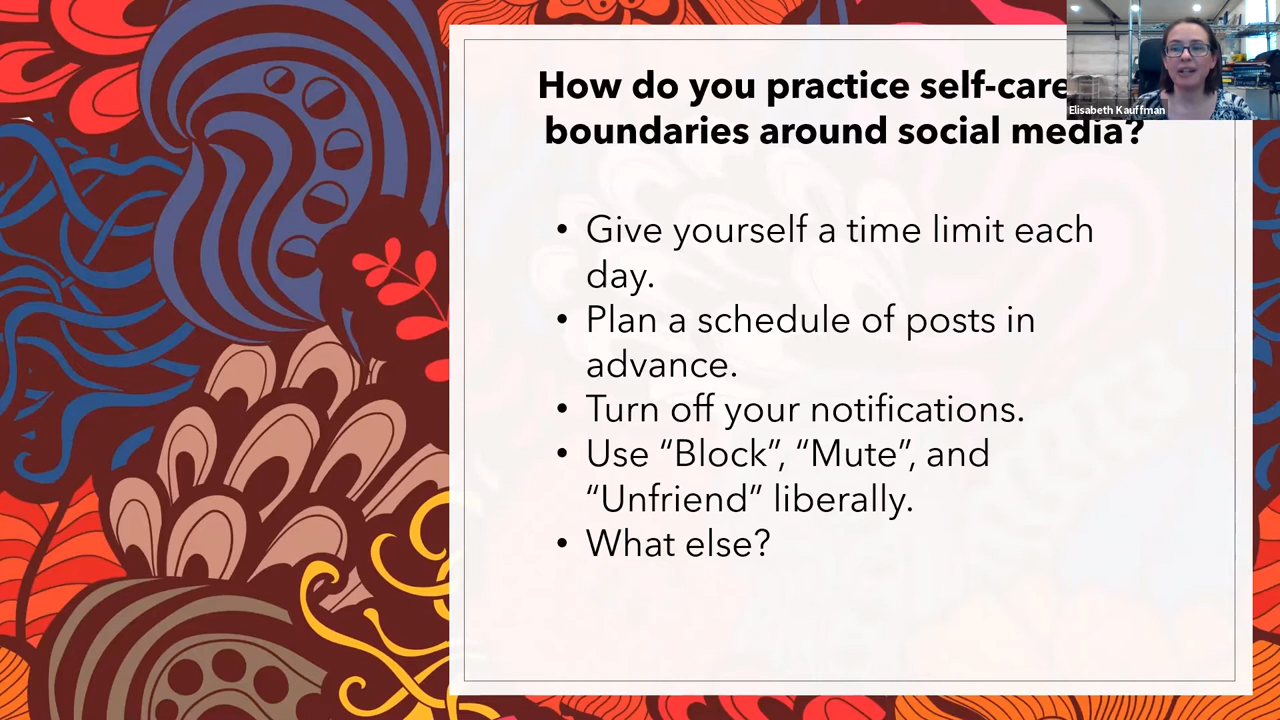 How do you practice self-care
boundaries around social media?
Elisabeth Kauffman
• Give yourself a time limit each
day.
• Plan a schedule of posts in
advance.
• Turn off your notifications.
• Use “Block”, “Mute”, and
“Unfriend” liberally.
• What else?